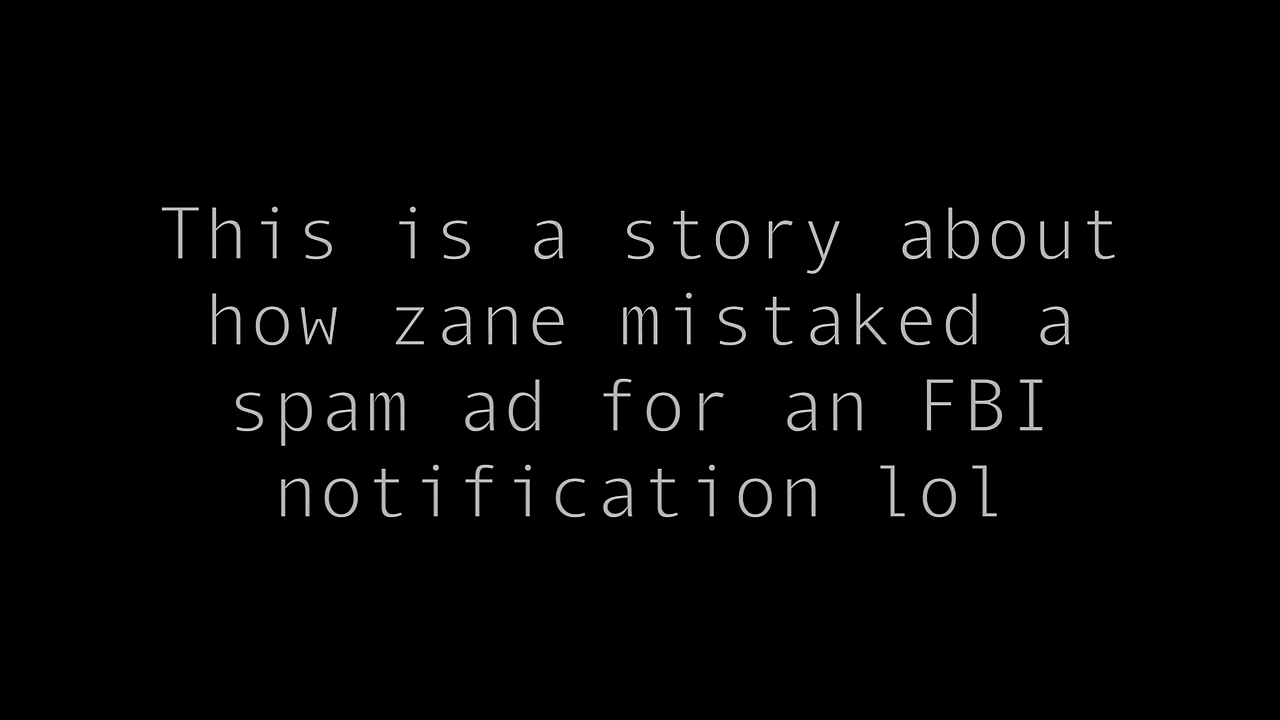 This is a story about
how zane mistaked a
spam ad for an FBI
notification lol